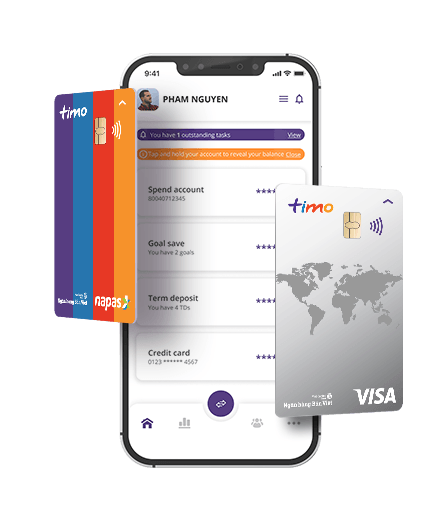 9:41
PHAM NGUYEN
You have 1 outstanding tasks View
Tap and hold your account to reveal your balance Close
Spend account
80040712345
****
Goal save
You have 2 goals
****
Term deposit
You have 4 TDs
****
Credit card
0123 ****** 4567
****
timo
Ngân hàng Bản Việt
napas
timo
Ngân hàng Bản Việt
VISA